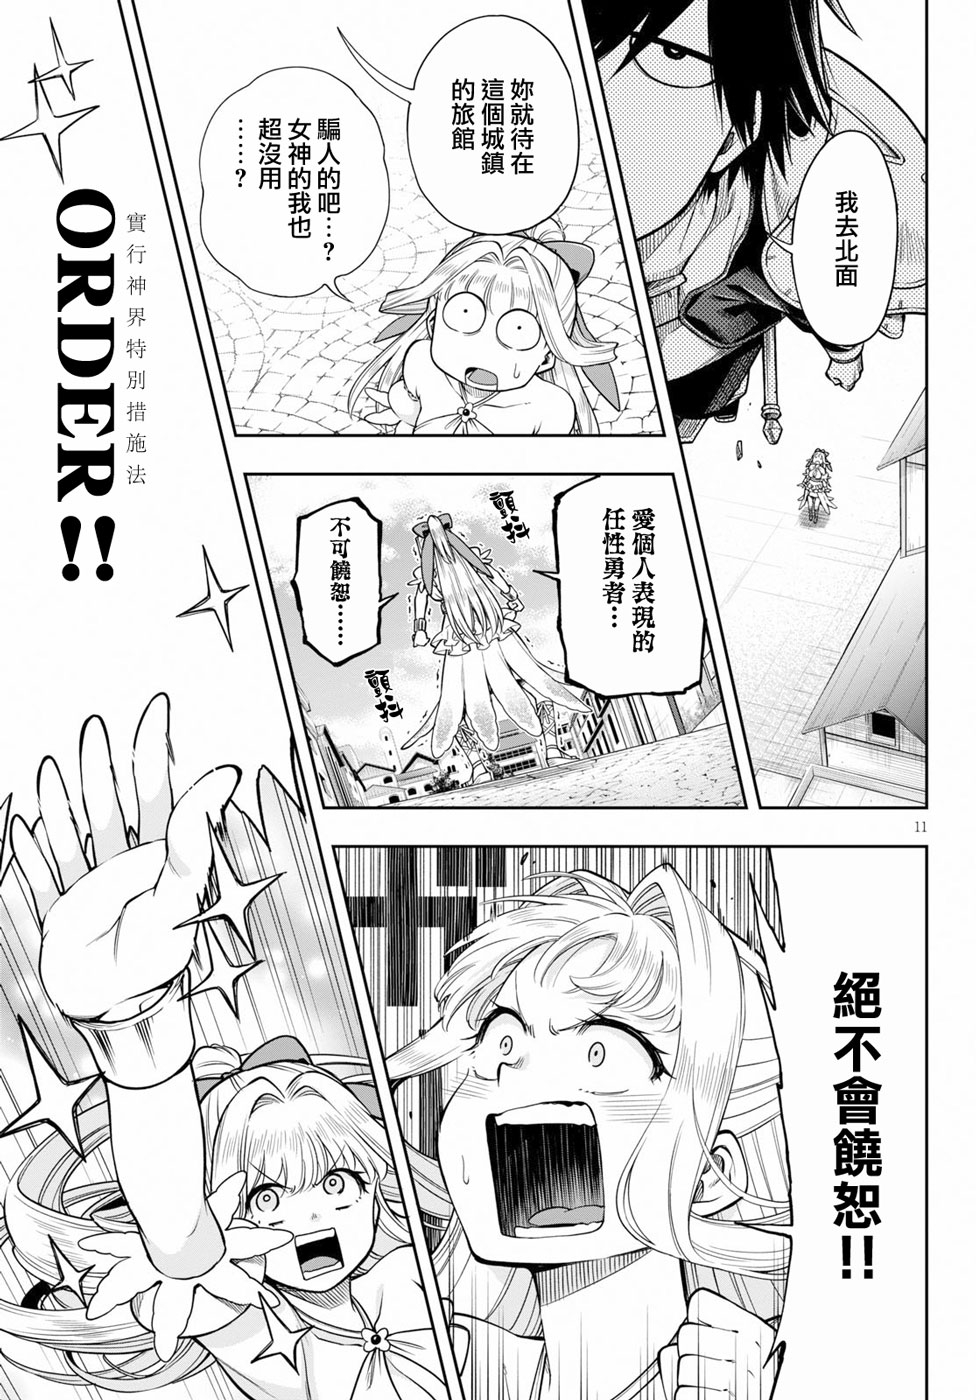 我去北面
妳就待在
這個城鎮
的旅館
騙人的吧…?
女神的我也
超沒用
……?
愛個人表現的
任性勇者…
顫抖
不可饒恕……
顫抖
11
絕不會饒恕!!
實行神界特別措施法
ORDER!!